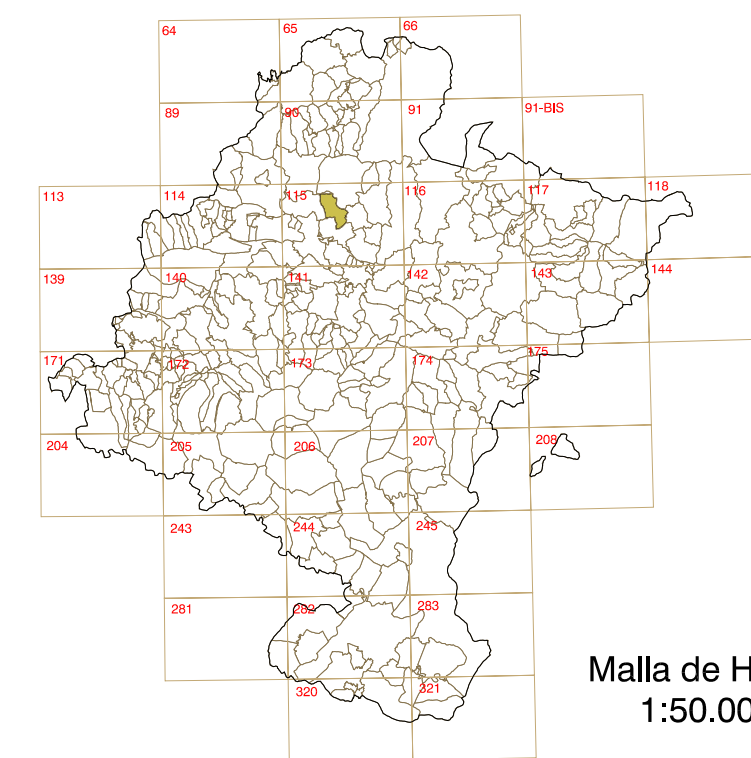 64 65 66
89 90 91 91-BIS
113 114 115 116 117 118
139 140 141 142 143 144
171 172 173 174 175
204 205 206 207 208
243 244 245
281 282 283
320 321
Malla de H
1:50.00